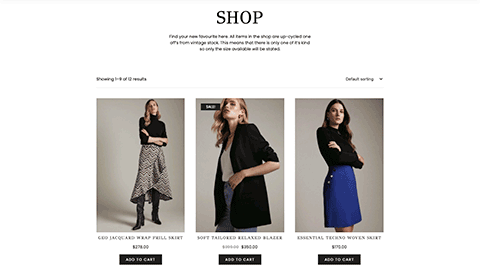 SHOP
Find your new favourite here. All items in the shop are up-cycled one
off's from vintage stock. This means that there is only one of it's kind
so only the size available will be stated.
Showing 1–9 of 12 results
Default sorting
SALE!
GEO JACQUARD WRAP FRILL SKIRT
SOFT TAILORED RELAXED BLAZER
ESSENTIAL TECHNO WOVEN SKIRT
$278.00
$350.00
$170.00
ADD TO CART
ADD TO CART
ADD TO CART